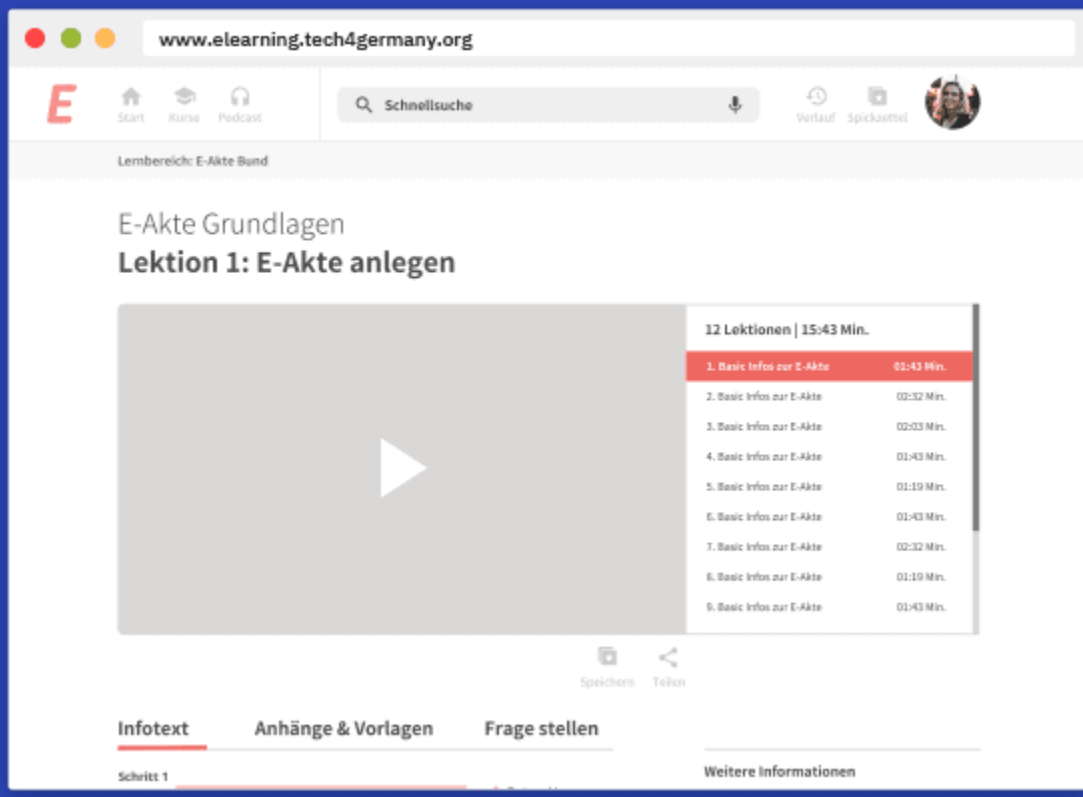 www.elearning.tech4germany.org
E
Start Kurse Podcast
Schnellsuche
Verlauf Spickzettel
Lernbereich: E-Akte Bund
E-Akte Grundlagen
Lektion 1: E-Akte anlegen
12 Lektionen | 15:43 Min.
1. Basic Infos zur E-Akte 01:43 Min.
2. Basic Infos zur E-Akte 02:32 Min.
3. Basic Infos zur E-Akte 02:03 Min.
4. Basic Infos zur E-Akte 01:43 Min.
5. Basic Infos zur E-Akte 01:19 Min.
6. Basic Infos zur E-Akte 01:43 Min.
7. Basic Infos zur E-Akte 02:32 Min.
8. Basic Infos zur E-Akte 01:19 Min.
9. Basic Infos zur E-Akte 01:43 Min.
Speichern Teilen
Infotext Anhänge & Vorlagen Frage stellen
Schritt 1
Weitere Informationen